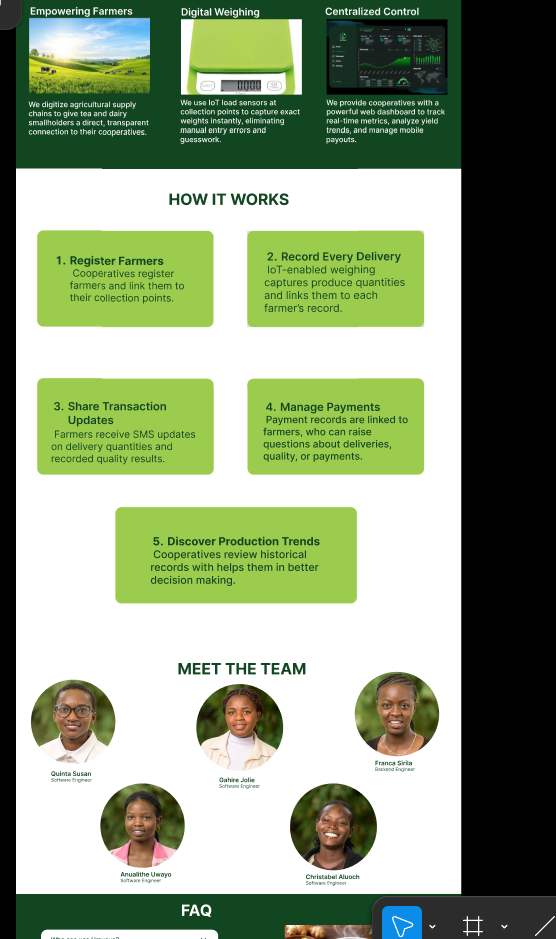 Empowering Farmers
Digital Weighing
Centralized Control
We digitize agricultural supply
chains to give tea and dairy
smallholders a direct, transparent
connection to their cooperatives.
We use IoT load sensors at
collection points to capture exact
weights instantly, eliminating
manual entry errors and
guesswork.
We provide cooperatives with a
powerful web dashboard to track
real-time metrics, analyze yield
trends, and manage mobile
payouts.
HOW IT WORKS
1. Register Farmers
Cooperatives register
farmers and link them to
their collection points.
2. Record Every Delivery
IoT-enabled weighing
captures produce quantities
and links them to each
farmer's record.
3. Share Transaction
Updates
Farmers receive SMS updates
on delivery quantities and
recorded quality results.
4. Manage Payments
Payment records are linked to
farmers, who can raise
questions about deliveries,
quality, or payments.
5. Discover Production Trends
Cooperatives review historical
records with helps them in better
decision making.
MEET THE TEAM
Quinta Susan
Software Engineer
Gahire Jolie
Software Engineer
Franca Sirila
Backend Engineer
Anualithe Uwayo
Software Engineer
Christabel Aluoch
Software Engineer
FAQ